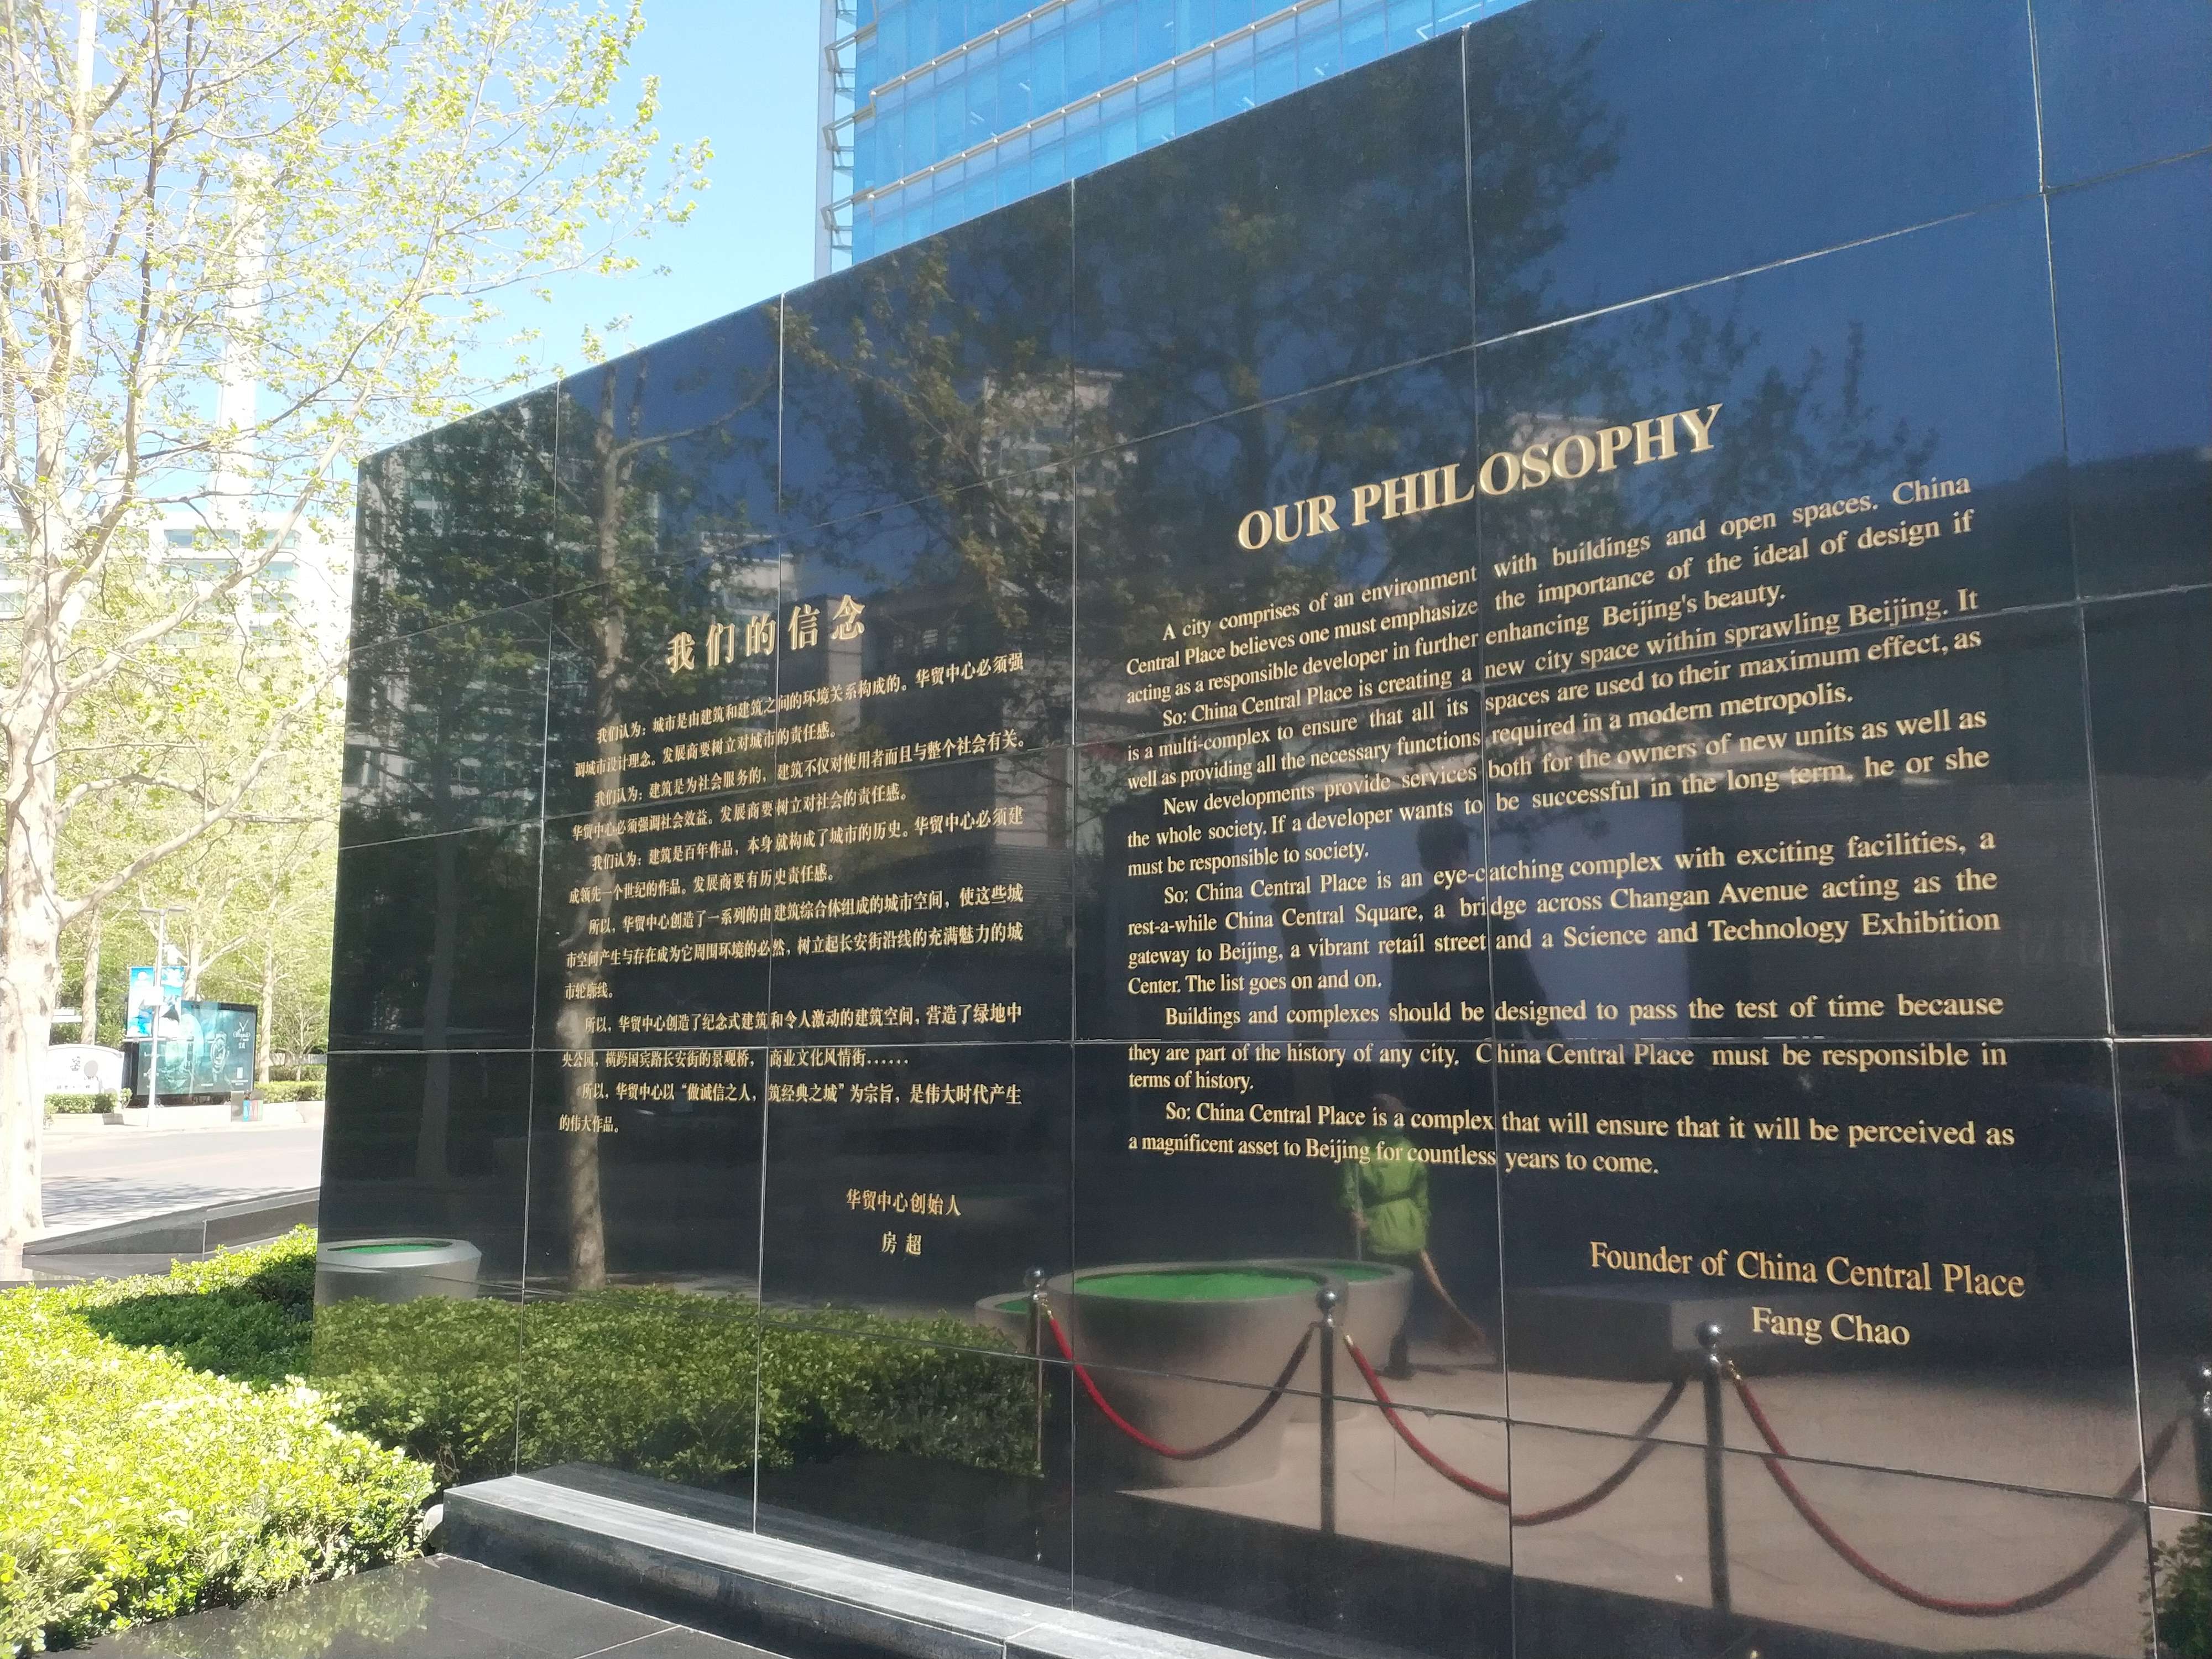 我们的信念
我们认为：城市是由建筑和建筑之间的环境关系构成的。华贸中心必须强
调城市设计理念。发展商要树立对城市的责任感。
我们认为：建筑是为社会服务的，建筑不仅对使用者而且与整个社会有关。
华贸中心必须强调社会效益。发展商要树立对社会的责任感。
我们认为：建筑是百年作品，本身就构成了城市的历史。华贸中心必须建
成领先一个世纪的作品。发展商要有历史责任感。
所以，华贸中心创造了一系列的由建筑综合体组成的城市空间，使这些城
市空间产生与存在成为它周围环境的必然，树立起长安街沿线的充满魅力的城
市轮廓线。
所以，华贸中心创造了纪念式建筑和令人激动的建筑空间，营造了绿地中
央公园，横跨国宾路长安街的景观桥，商业文化风情街......
所以，华贸中心以“做诚信之人，筑经典之城”为宗旨，是伟大时代产生
的伟大作品。
华贸中心创始人
房超
OUR PHILOSOPHY
A city comprises of an environment with buildings and open spaces. China
Central Place believes one must emphasize the importance of the ideal of design if
acting as a responsible developer in further enhancing Beijing's beauty.
So: China Central Place is creating a new city space within sprawling Beijing. It
is a multi-complex to ensure that all its spaces are used to their maximum effect, as
well as providing all the necessary functions required in a modern metropolis.
New developments provide services both for the owners of new units as well as
the whole society. If a developer wants to be successful in the long term, he or she
must be responsible to society.
So: China Central Place is an eye-catching complex with exciting facilities, a
rest-a-while China Central Square, a bridge across Changan Avenue acting as the
gateway to Beijing, a vibrant retail street and a Science and Technology Exhibition
Center. The list goes on and on.
Buildings and complexes should be designed to pass the test of time because
they are part of the history of any city. China Central Place must be responsible in
terms of history.
So: China Central Place is a complex that will ensure that it will be perceived as
a magnificent asset to Beijing for countless years to come.
Founder of China Central Place
Fang Chao